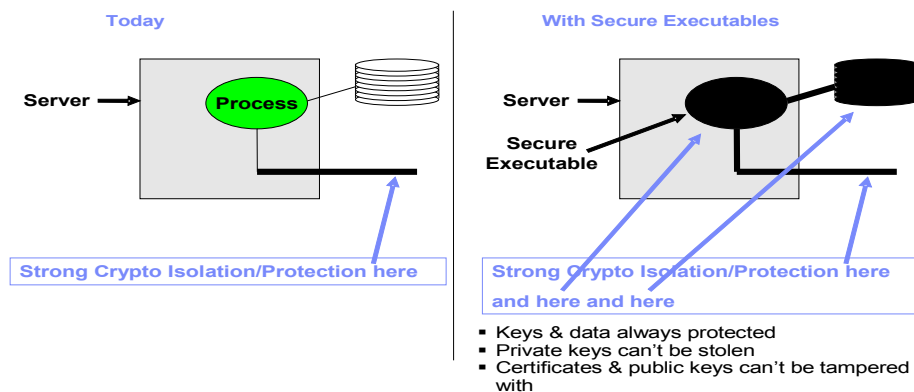 Today
Server
Process
Strong Crypto Isolation/Protection here
With Secure Executables
Server
Secure
Executable
Strong Crypto Isolation/Protection here
and here and here
▪ Keys & data always protected
▪ Private keys can't be stolen
▪ Certificates & public keys can't be tampered
with